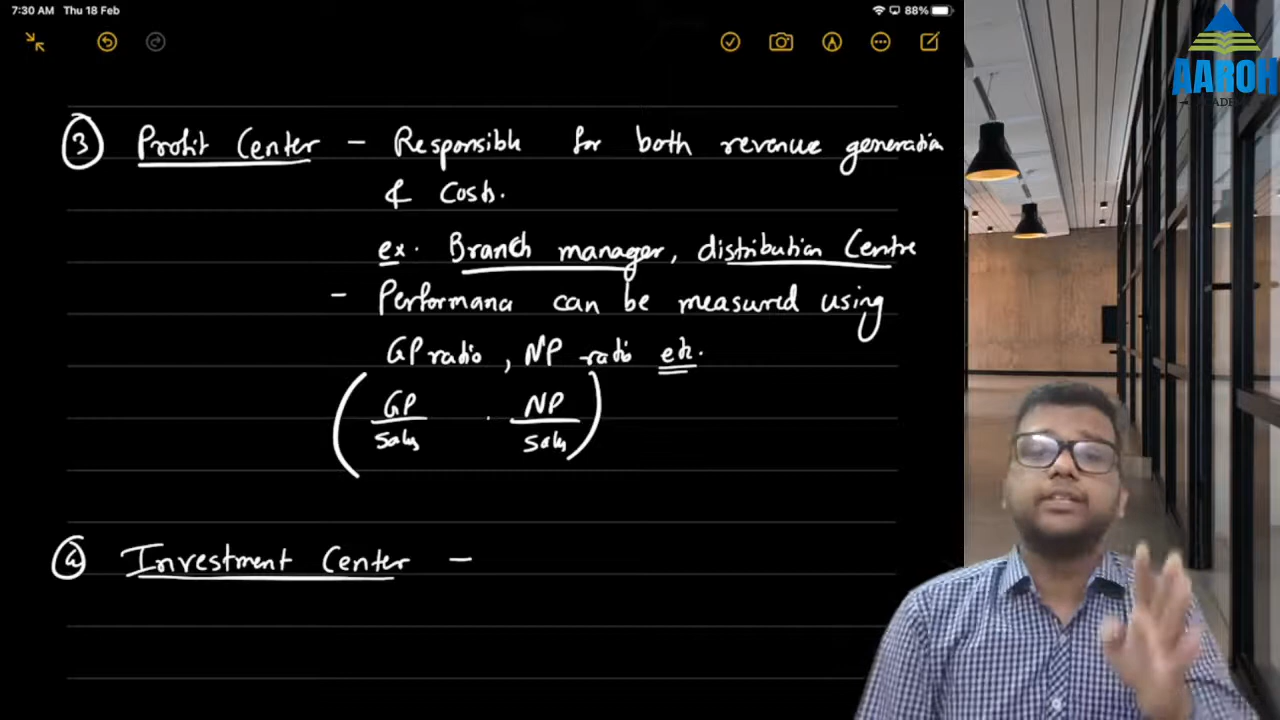 7:30 AM Thu 18 Feb
88%
AAROH
③ Profit Center - Responsible for both revenue generation
& Costs.
ex. Branch manager, distribution Centre
- Performance can be measured using
GP ratio, NP ratio etc.
( GP . NP )
Sales Sales
④ Investment Center -